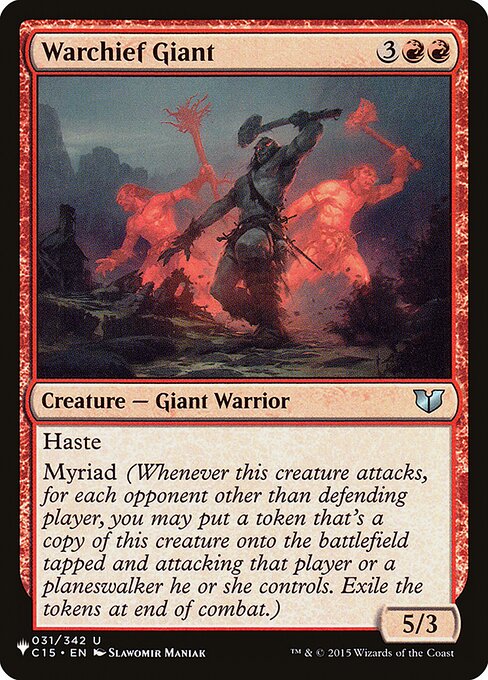 Warchief Giant 3
Creature — Giant Warrior
Haste
Myriad (Whenever this creature attacks,
for each opponent other than defending
player, you may put a token that's a
copy of this creature onto the battlefield
tapped and attacking that player or a
planeswalker he or she controls. Exile the
tokens at end of combat.)
5/3
031/342 U
C15 • EN Slawomir Maniak
™ & © 2015 Wizards of the Coast